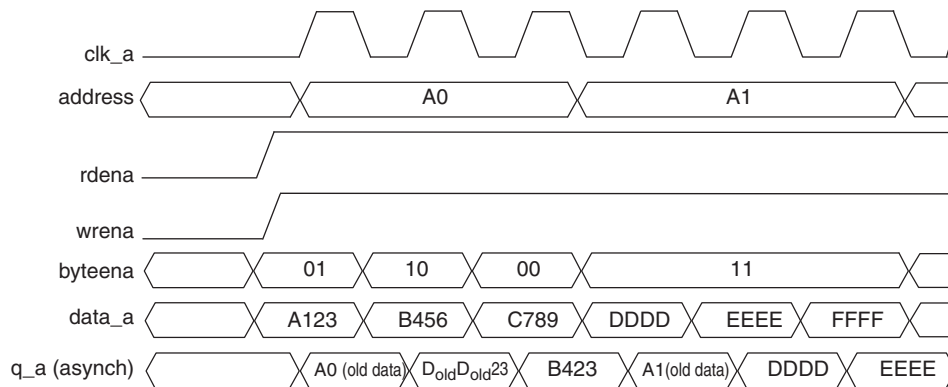 clk_a
address A0 A1
rdena
wrena
byteena 01 10 00 11
data_a A123 B456 C789 DDDD EEEE FFFF
q_a (asynch) A0 (old data) DoldDold23 B423 A1(old data) DDDD EEEE